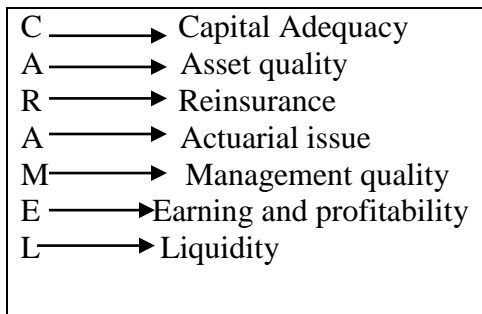 C Capital Adequacy
A Asset quality
R Reinsurance
A Actuarial issue
M Management quality
E Earning and profitability
L Liquidity